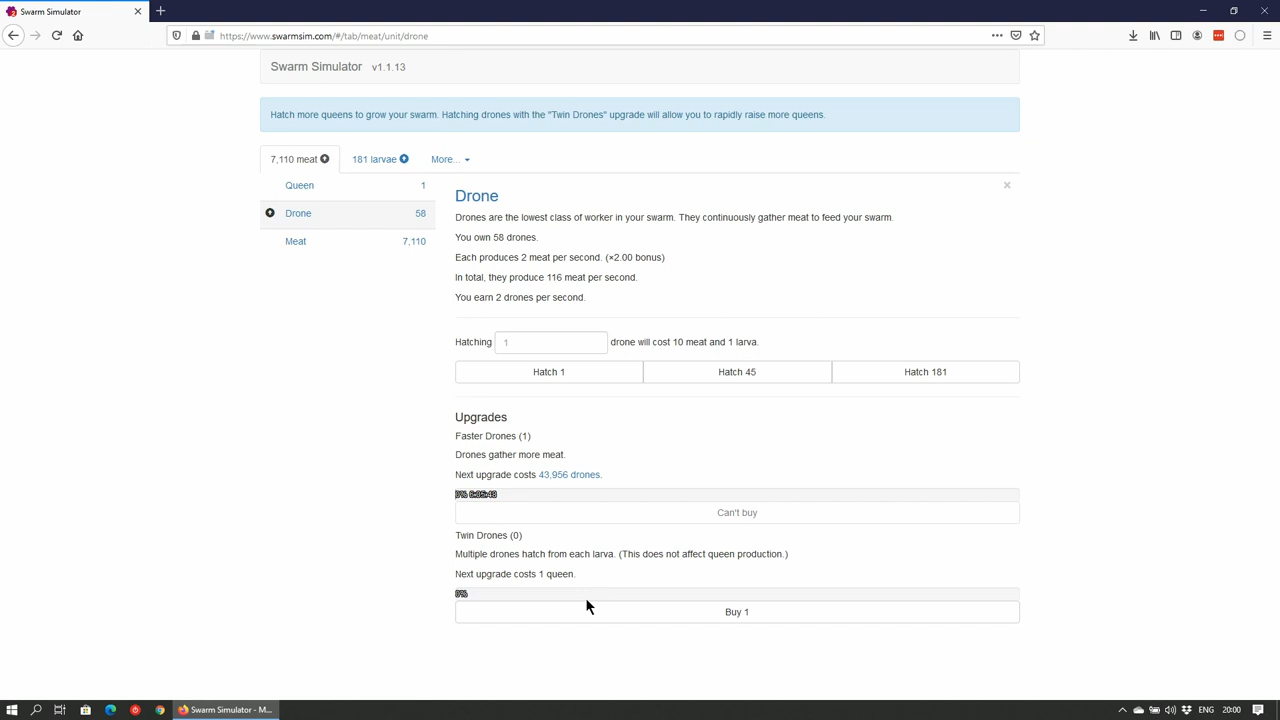 Swarm Simulator
https://www.swarmsim.com/#/tab/meat/unit/drone
Swarm Simulator v1.1.13
Hatch more queens to grow your swarm. Hatching drones with the "Twin Drones" upgrade will allow you to rapidly raise more queens.
7,110 meat 181 larvae More...
Queen 1
Drone 58
Meat 7,110
Drone
Drones are the lowest class of worker in your swarm. They continuously gather meat to feed your swarm.
You own 58 drones.
Each produces 2 meat per second. (×2.00 bonus)
In total, they produce 116 meat per second.
You earn 2 drones per second.
Hatching 1 drone will cost 10 meat and 1 larva.
Hatch 1 Hatch 45 Hatch 181
Upgrades
Faster Drones (1)
Drones gather more meat.
Next upgrade costs 43,956 drones.
0%
Can't buy
Twin Drones (0)
Multiple drones hatch from each larva. (This does not affect queen production.)
Next upgrade costs 1 queen.
0%
Buy 1
Swarm Simulator - M...
ENG 20:00